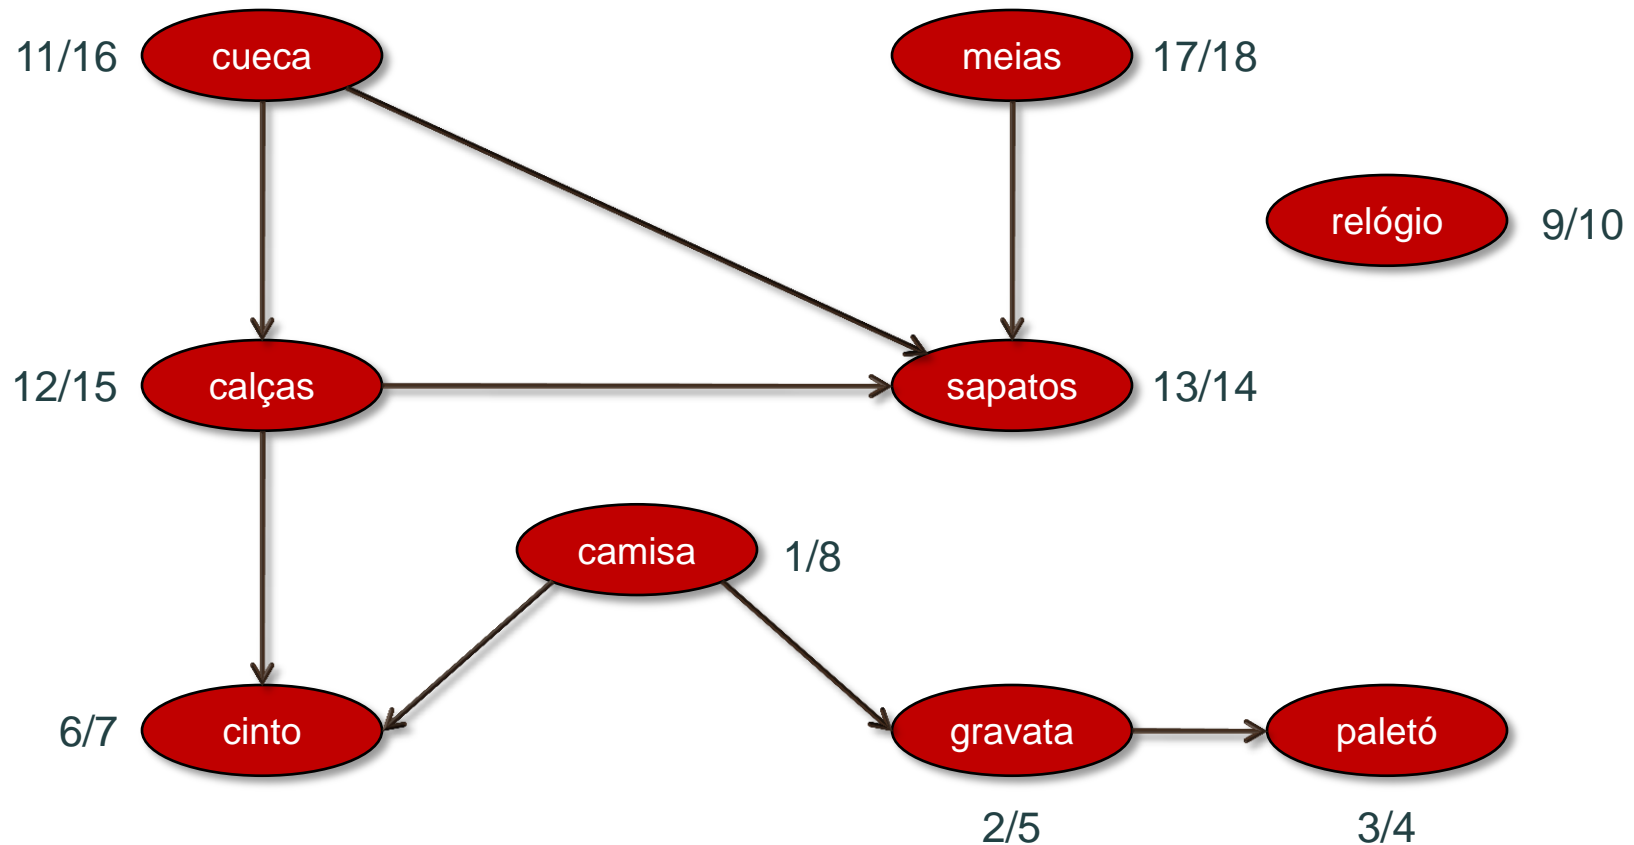 11/16 cueca meias 17/18
relógio 9/10
12/15 calças sapatos 13/14
camisa 1/8
6/7 cinto gravata paletó
2/5 3/4